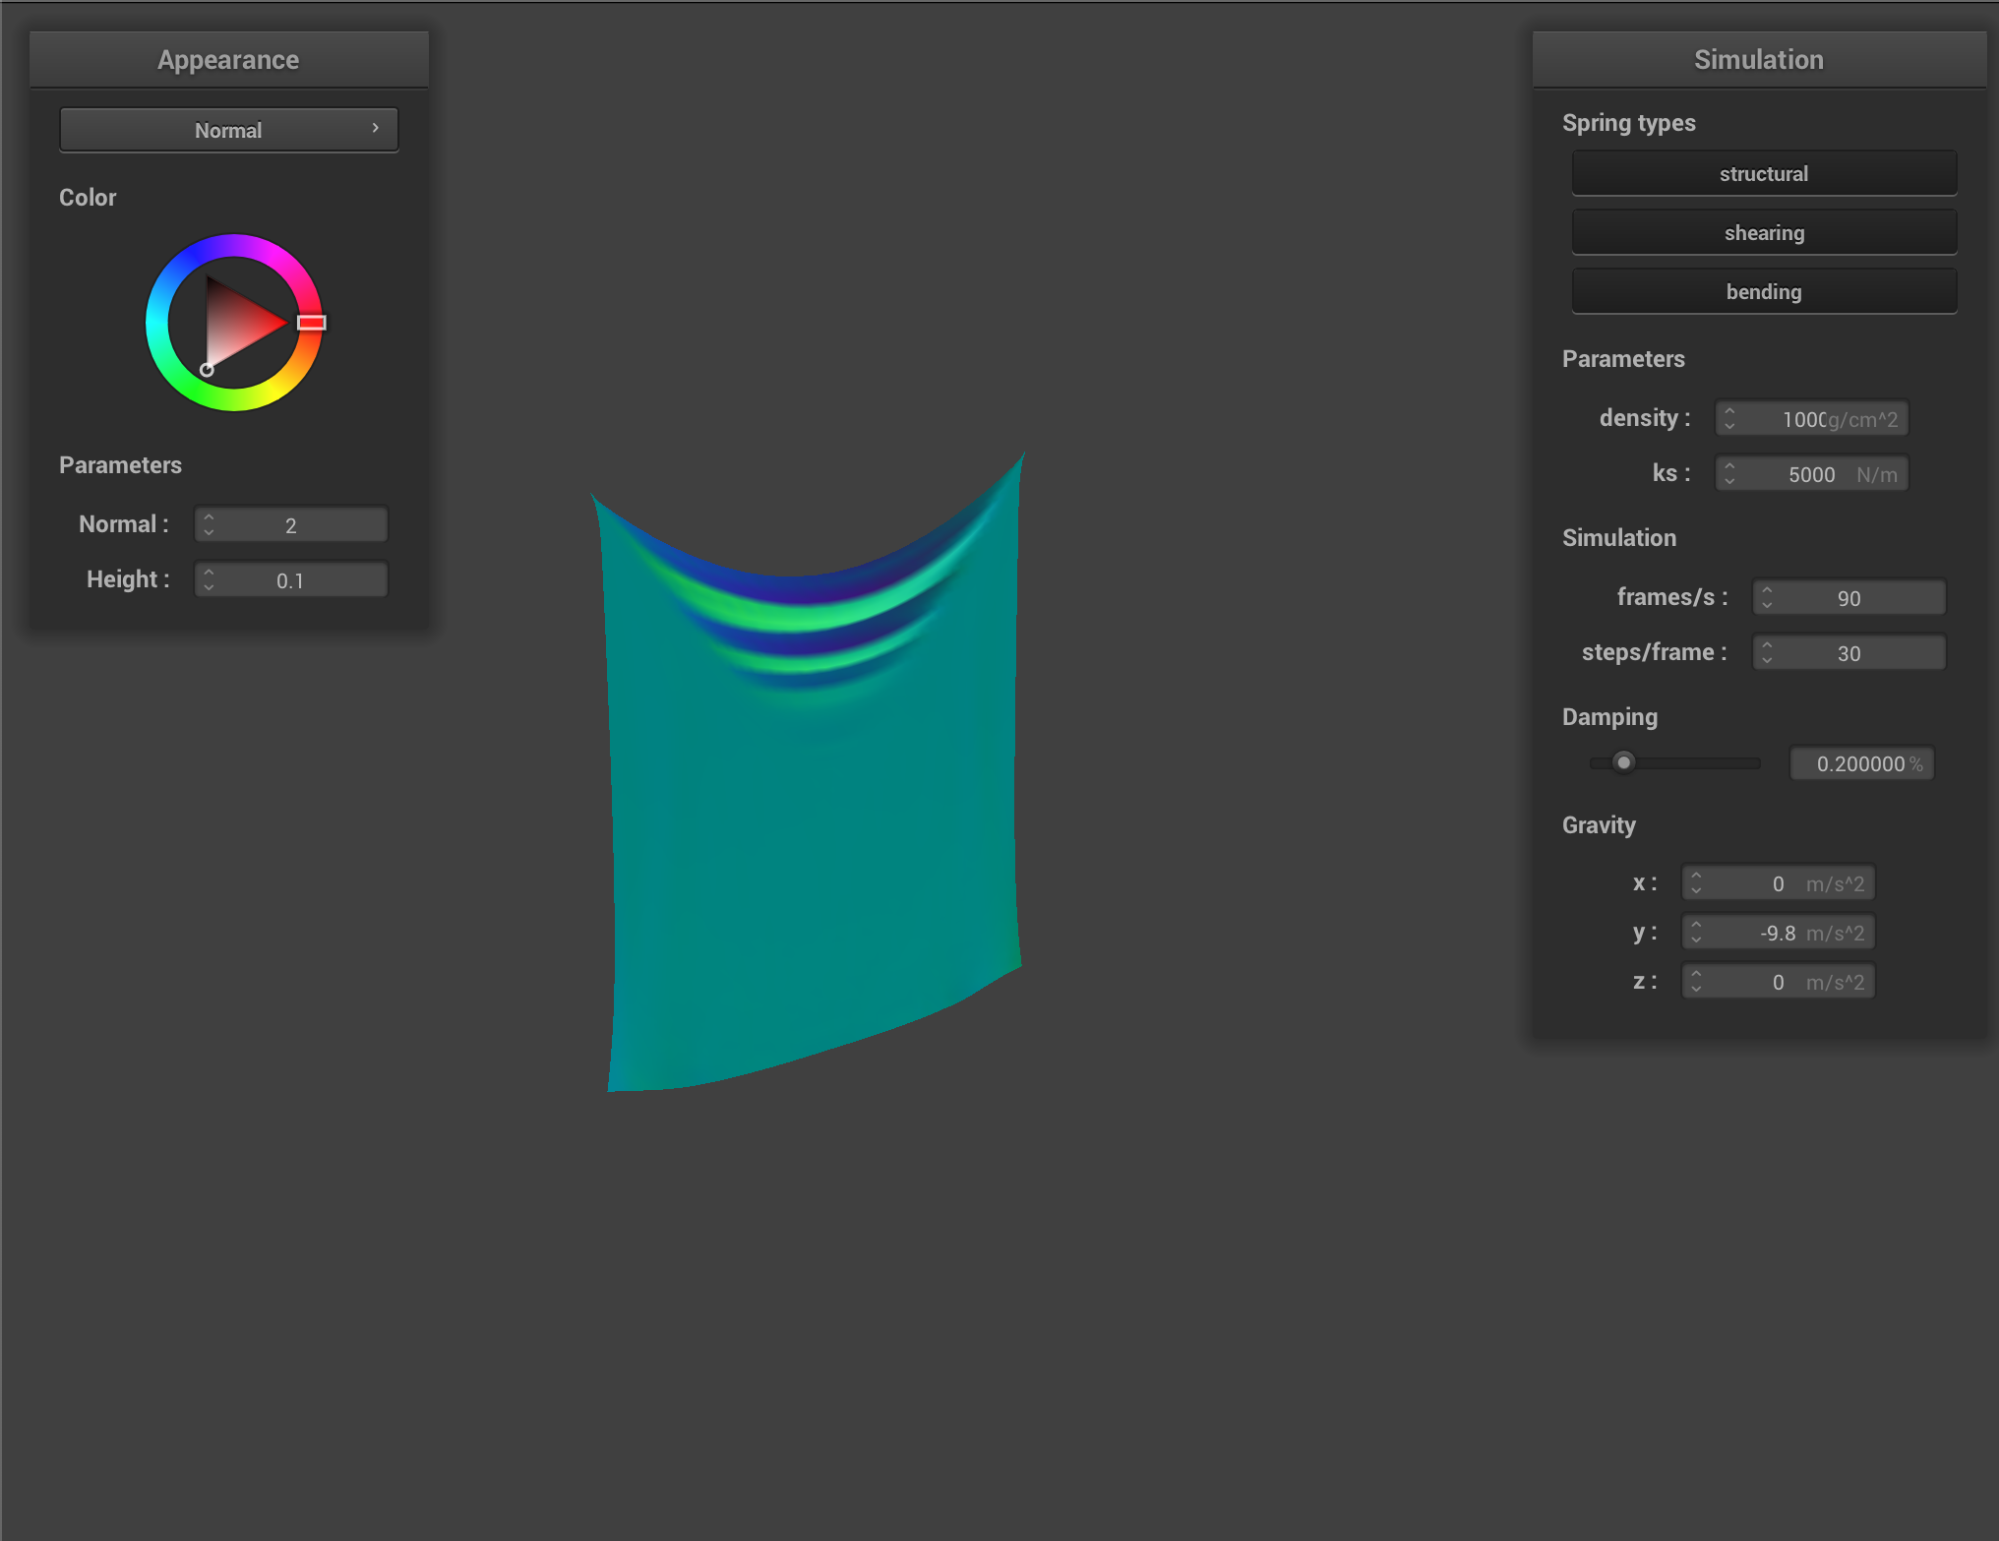 Appearance
Normal
Color
Parameters
Normal : 2
Height : 0.1
Simulation
Spring types
structural
shearing
bending
Parameters
density : 1000 g/cm^2
ks : 5000 N/m
Simulation
frames/s : 90
steps/frame : 30
Damping
0.200000 %
Gravity
x : 0 m/s^2
y : -9.8 m/s^2
z : 0 m/s^2